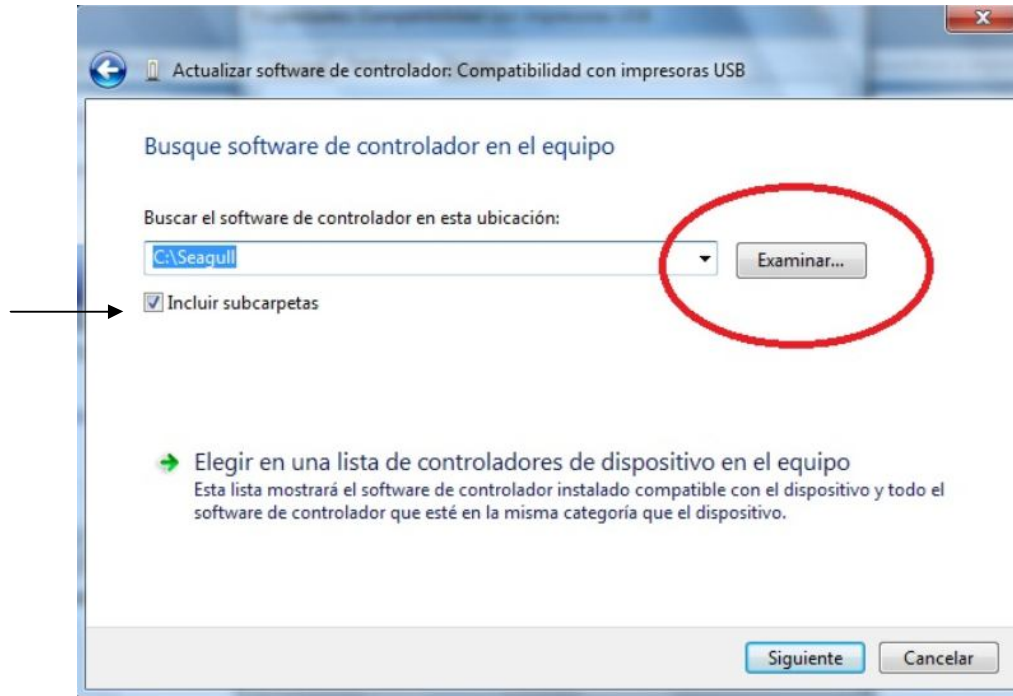 Actualizar software de controlador: Compatibilidad con impresoras USB
Busque software de controlador en el equipo
Buscar el software de controlador en esta ubicación:
C:\Seagull
Examinar...
Incluir subcarpetas
Elegir en una lista de controladores de dispositivo en el equipo
Esta lista mostrará el software de controlador instalado compatible con el dispositivo y todo el
software de controlador que esté en la misma categoría que el dispositivo.
Siguiente
Cancelar